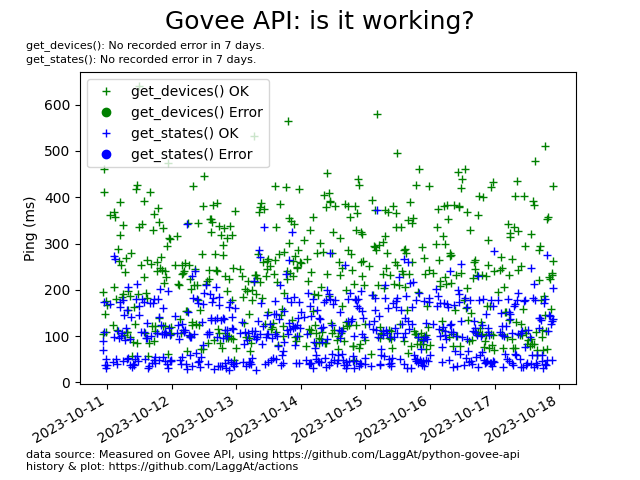 Govee API: is it working?
get_devices(): No recorded error in 7 days.
get_states(): No recorded error in 7 days.
get_devices() OK
get_devices() Error
get_states() OK
get_states() Error
Ping (ms)
600
500
400
300
200
100
0
2023-10-11
2023-10-12
2023-10-13
2023-10-14
2023-10-15
2023-10-16
2023-10-17
2023-10-18
data source: Measured on Govee API, using https://github.com/LaggAt/python-govee-api
history & plot: https://github.com/LaggAt/actions